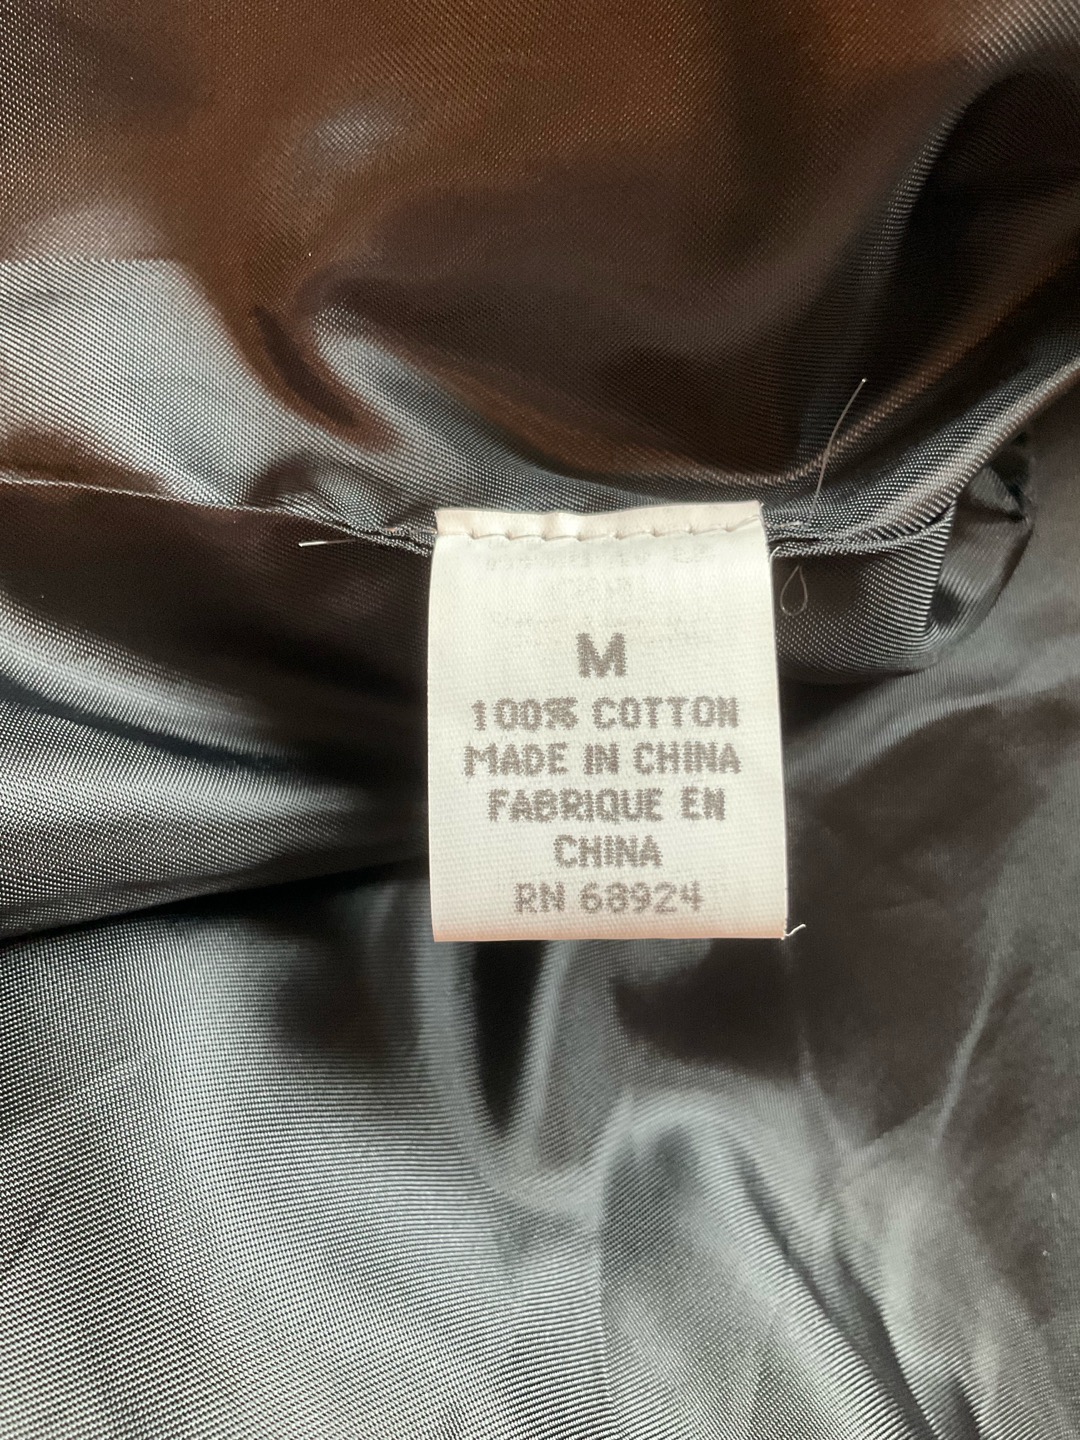 M
100% COTTON
MADE IN CHINA
FABRIQUE EN
CHINA
RN 68924